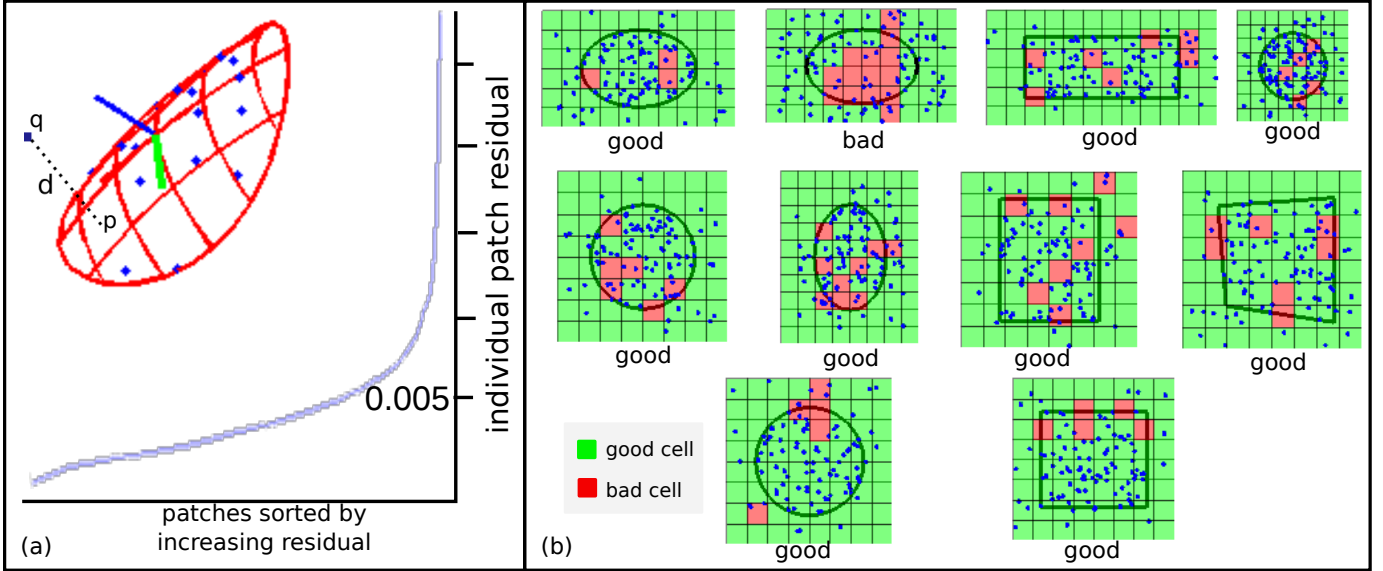 q
d
p
0.005
individual patch residual
patches sorted by
increasing residual
(a)
good
bad
good
good
good
good
good
good
good cell
bad cell
good
good
(b)